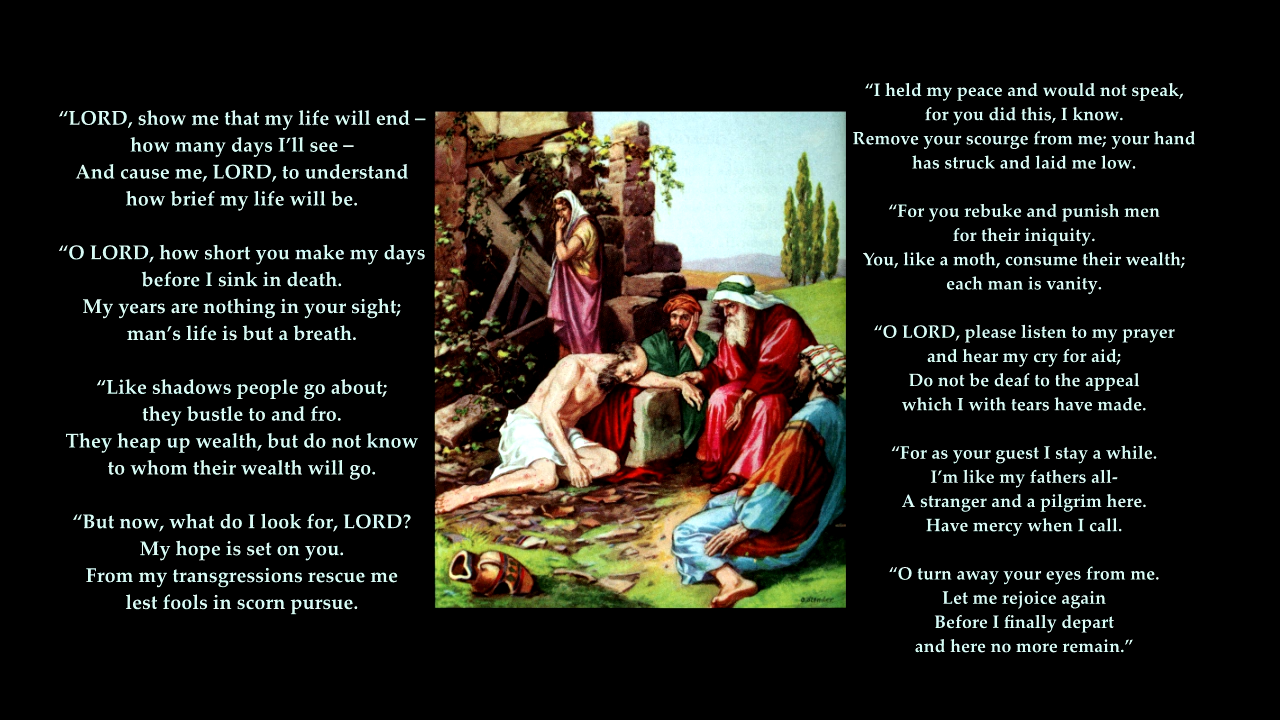 “LORD, show me that my life will end –
how many days I’ll see –
And cause me, LORD, to understand
how brief my life will be.
“O LORD, how short you make my days
before I sink in death.
My years are nothing in your sight;
man’s life is but a breath.
“Like shadows people go about;
they bustle to and fro.
They heap up wealth, but do not know
to whom their wealth will go.
“But now, what do I look for, LORD?
My hope is set on you.
From my transgressions rescue me
lest fools in scorn pursue.
“I held my peace and would not speak,
for you did this, I know.
Remove your scourge from me; your hand
has struck and laid me low.
“For you rebuke and punish men
for their iniquity.
You, like a moth, consume their wealth;
each man is vanity.
“O LORD, please listen to my prayer
and hear my cry for aid;
Do not be deaf to the appeal
which I with tears have made.
“For as your guest I stay a while.
I’m like my fathers all-
A stranger and a pilgrim here.
Have mercy when I call.
“O turn away your eyes from me.
Let me rejoice again
Before I finally depart
and here no more remain.”